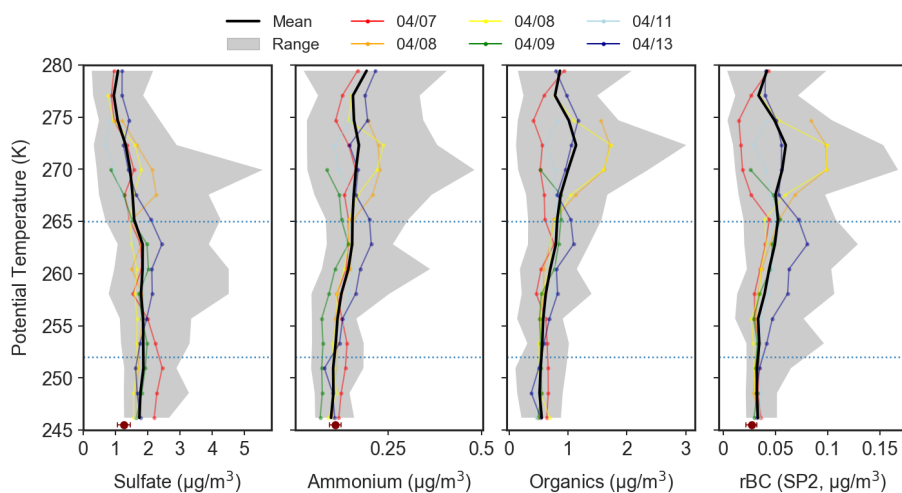 Mean 04/07 04/08 04/11
Range 04/08 04/09 04/13
Potential Temperature (K)
280
275
270
265
260
255
250
245
0 1 2 3 4 5
0.25 0.5
0 1 2 3
0 0.05 0.1 0.15
Sulfate (μg/m³) Ammonium (μg/m³) Organics (μg/m³) rBC (SP2, μg/m³)